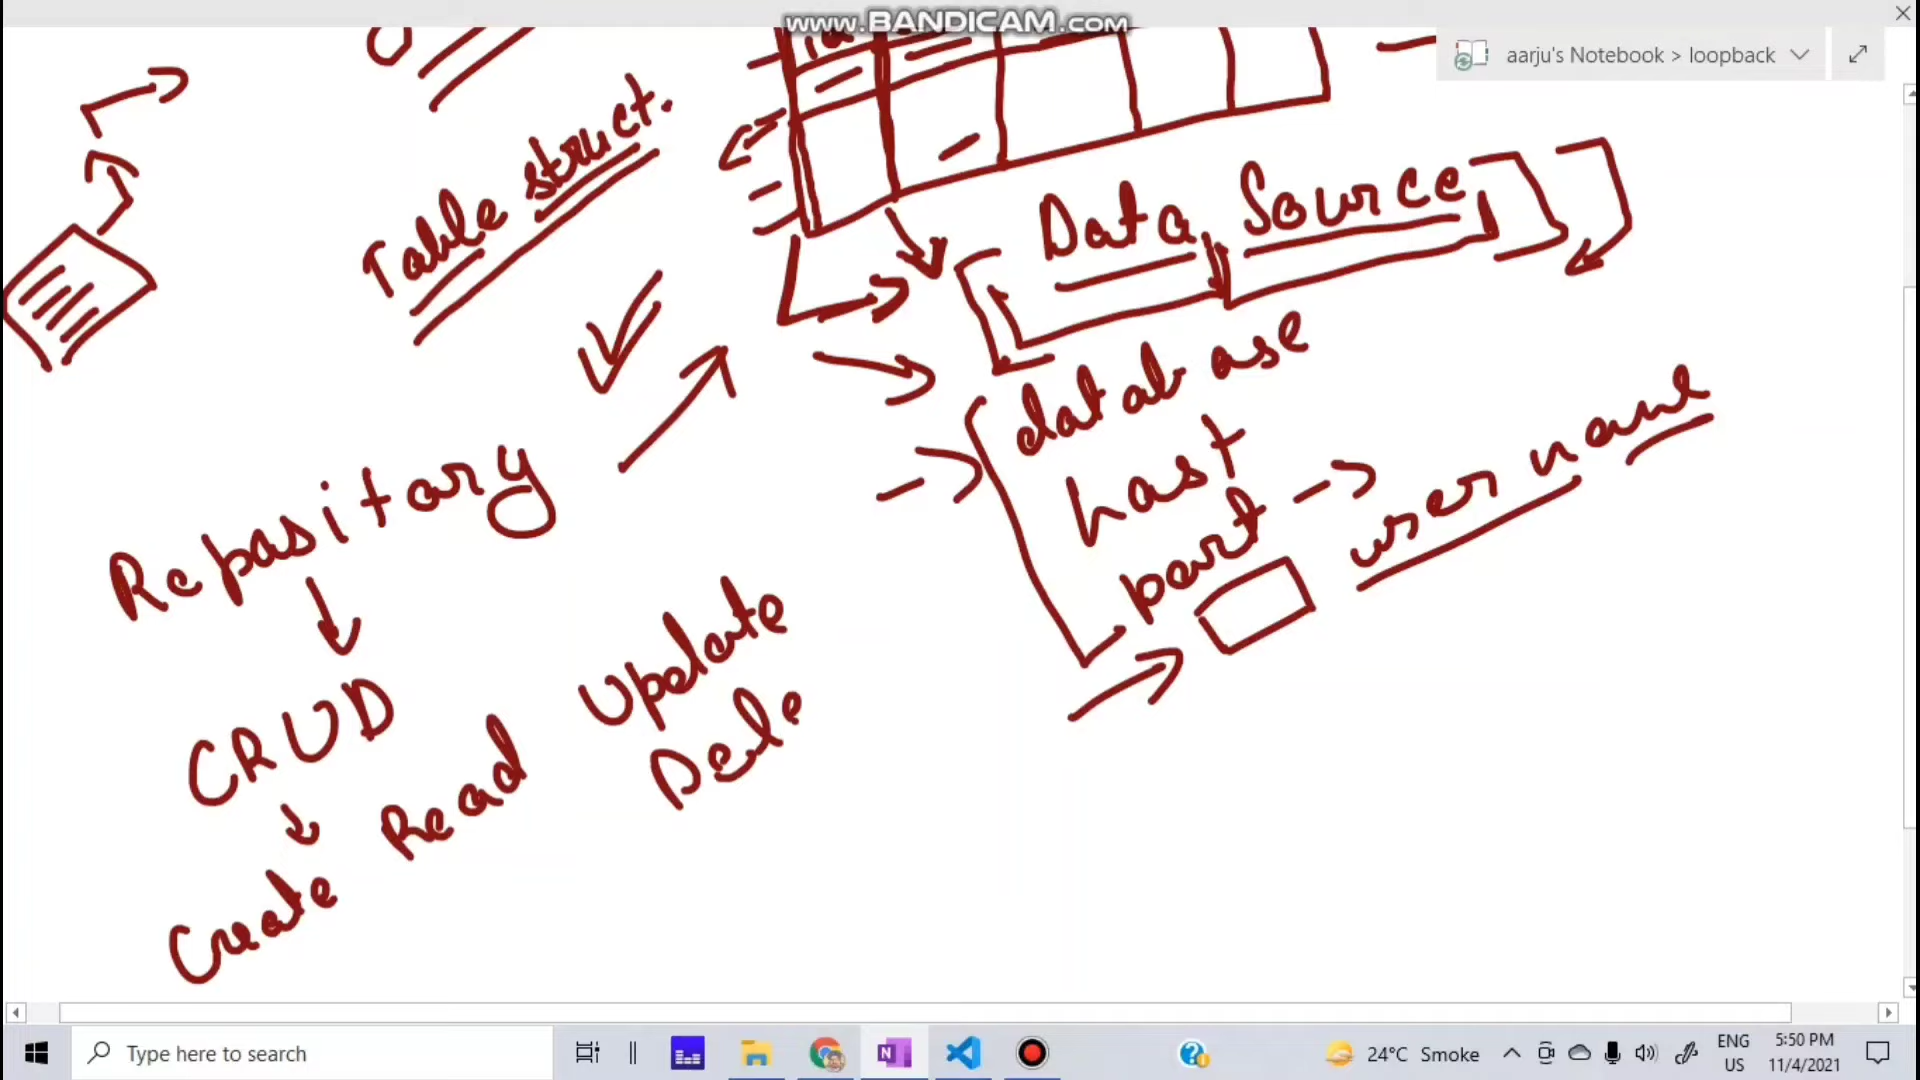 www.BANDICAM.com
aarju's Notebook > loopback
id
Table struct.
Data Source
database
host
port
user name
Repository
CRUD
Create Read Update
Dele
Type here to search
24°C Smoke
ENG
US
5:50 PM
11/4/2021